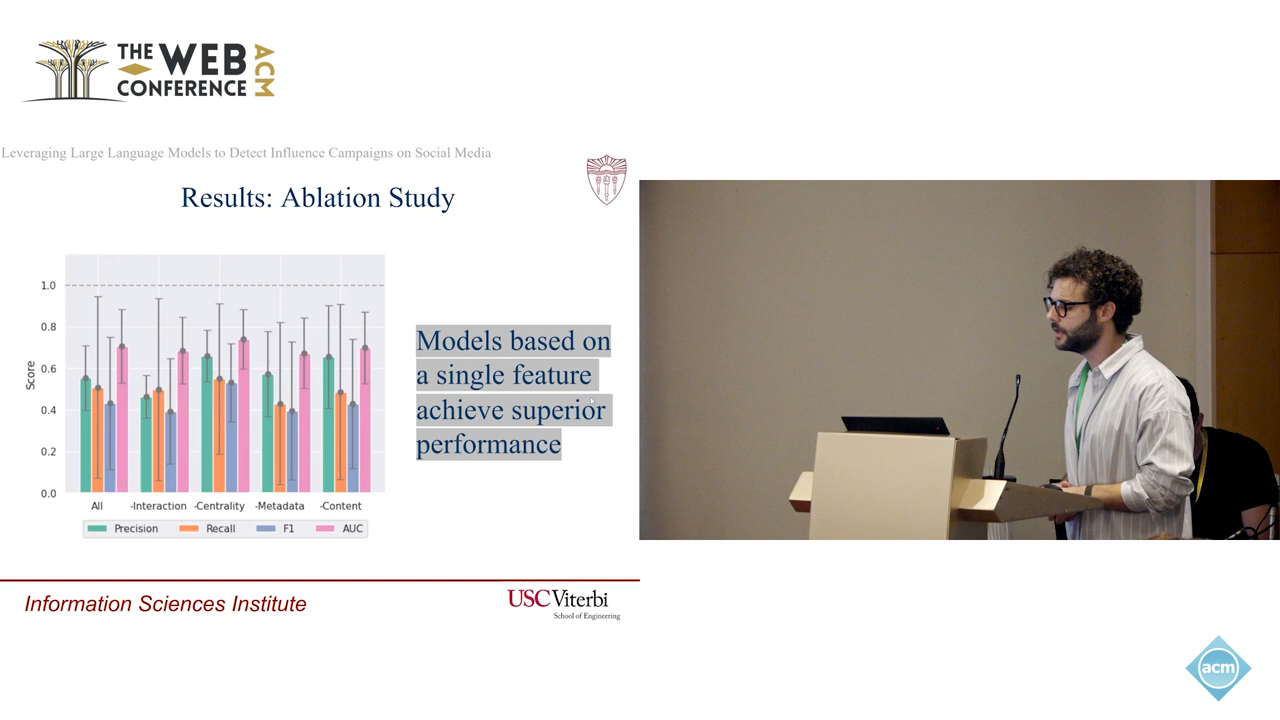 THE WEB
CONFERENCE
ACM
Leveraging Large Language Models to Detect Influence Campaigns on Social Media
Results: Ablation Study
1.0
0.8
0.6
0.4
0.2
0.0
Score
All -Interaction -Centrality -Metadata -Content
Precision Recall F1 AUC
Models based on
a single feature
achieve superior
performance
Information Sciences Institute
USC Viterbi
School of Engineering
acm